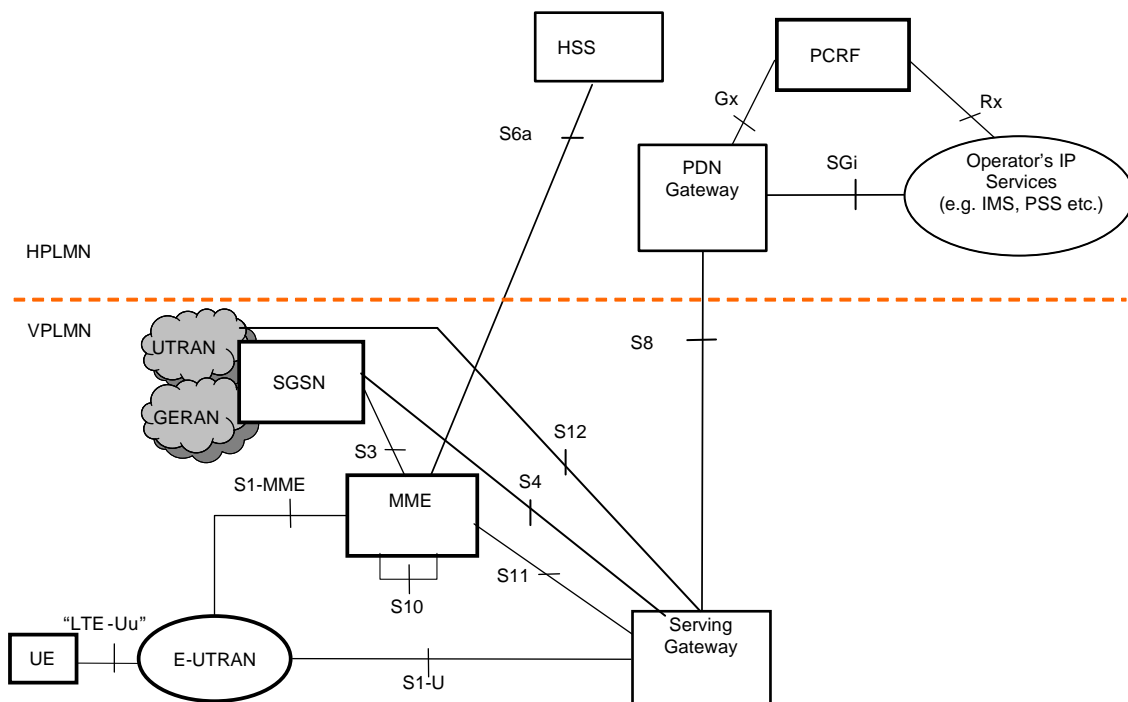 HSS
PCRF
Gx
Rx
S6a
PDN
Gateway
SGi
Operator's IP
Services
(e.g. IMS, PSS etc.)
HPLMN
VPLMN
UTRAN
S8
SGSN
GERAN
S12
S3
S4
S1-MME
MME
S11
S10
"LTE-Uu"
Serving
Gateway
UE
E-UTRAN
S1-U